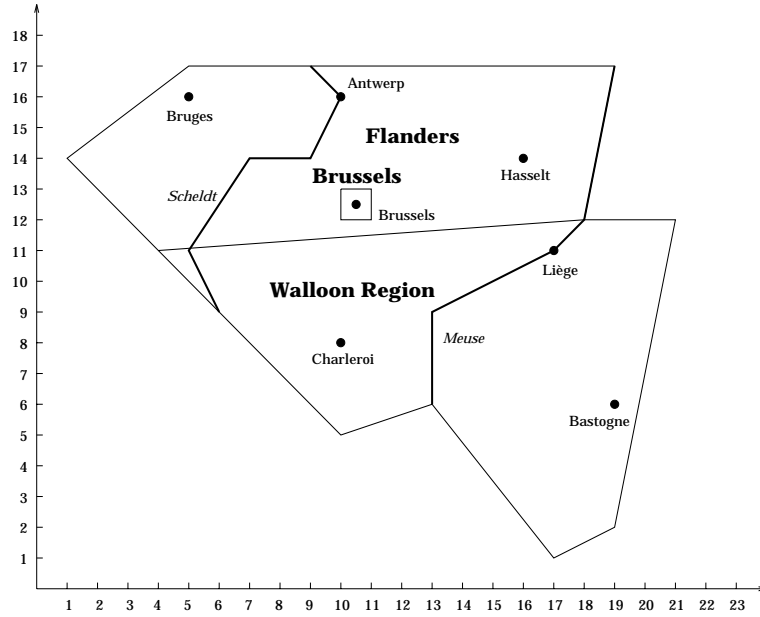 18
17
16
15
14
13
12
11
10
9
8
7
6
5
4
3
2
1
Antwerp
Bruges
Flanders
Hasselt
Brussels
Scheldt
Brussels
Liège
Walloon Region
Meuse
Charleroi
Bastogne
1 2 3 4 5 6 7 8 9 10 11 12 13 14 15 16 17 18 19 20 21 22 23